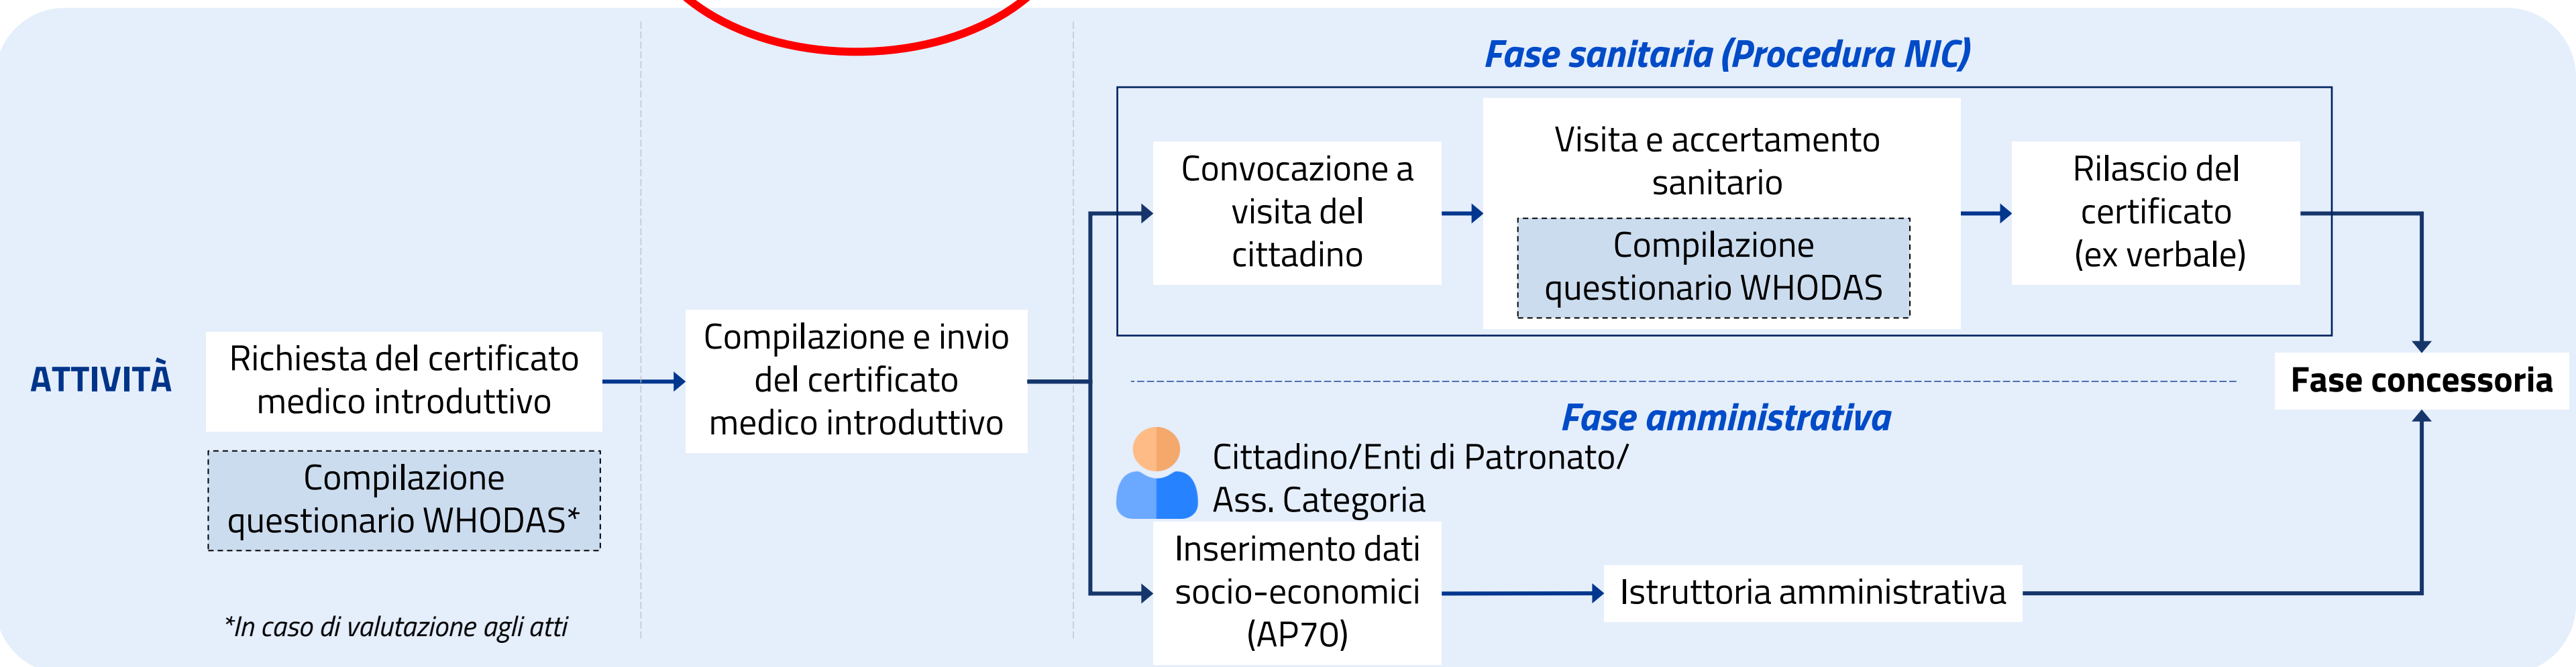 Fase sanitaria (Procedura NIC)
ATTIVITÀ
Richiesta del certificato
medico introduttivo
Compilazione
questionario WHODAS*
*In caso di valutazione agli atti
Compilazione e invio
del certificato
medico introduttivo
Convocazione a
visita del
cittadino
Visita e accertamento
sanitario
Compilazione
questionario WHODAS
Rilascio del
certificato
(ex verbale)
Fase amministrativa
Cittadino/Enti di Patronato/
Ass. Categoria
Inserimento dati
socio-economici
(AP70)
Istruttoria amministrativa
Fase concessoria